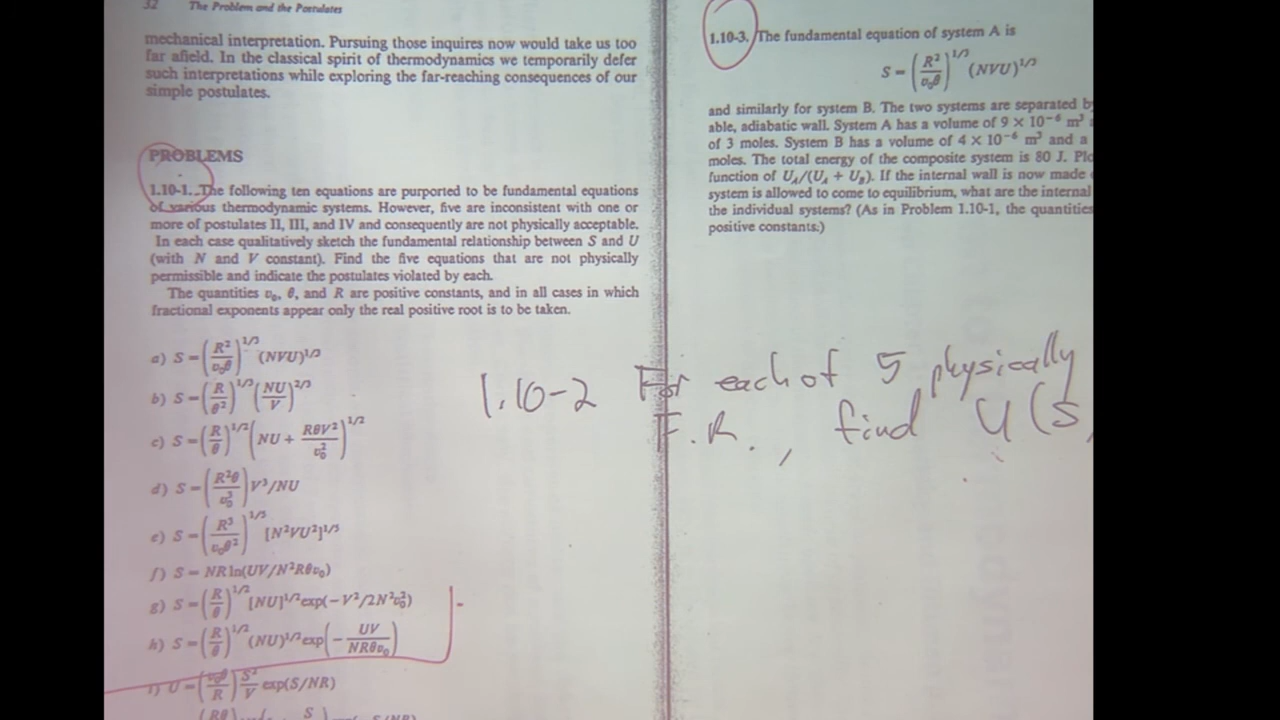 32 The Problem and the Postulates
mechanical interpretation. Pursuing those inquires now would take us too
far afield. In the classical spirit of thermodynamics we temporarily defer
such interpretations while exploring the far-reaching consequences of our
simple postulates.
PROBLEMS
1.10-1. The following ten equations are purported to be fundamental equations
of various thermodynamic systems. However, five are inconsistent with one or
more of postulates II, III, and IV and consequently are not physically acceptable.
In each case qualitatively sketch the fundamental relationship between S and U
(with N and V constant). Find the five equations that are not physically
permissible and indicate the postulates violated by each.
The quantities v₀, θ, and R are positive constants, and in all cases in which
fractional exponents appear only the real positive root is to be taken.
a) S = (R²/v₀θ)^1/3 (NVU)^1/3
b) S = (R/θ²)^1/3 (NU/V)^2/3
c) S = (R/θ)^1/2 (NU + RθV²/v₀²)^1/2
d) S = (R²θ/v₀³) V³/NU
e) S = (R³/v₀θ²)^1/5 [N²VU²]^1/5
f) S = NR ln(UV/N²Rθv₀)
g) S = (R/θ)^1/2 [NU]^1/2 exp(−V²/2N²v₀²)
h) S = (R/θ)^1/2 (NU)^1/2 exp(−UV/NRθv₀)
i) U = (v₀θ/R) S²/V exp(S/NR)
1.10-3. The fundamental equation of system A is
S = (R²/v₀θ)^1/3 (NVU)^1/3
and similarly for system B. The two systems are separated b
able, adiabatic wall. System A has a volume of 9 × 10⁻⁶ m³
of 3 moles. System B has a volume of 4 × 10⁻⁶ m³ and a
moles. The total energy of the composite system is 80 J. Plo
function of U_A/(U_A + U_B). If the internal wall is now made
system is allowed to come to equilibrium, what are the internal
the individual systems? (As in Problem 1.10-1, the quantities
positive constants.)
1.10-2 For each of 5 physically
F.R., find U(S,